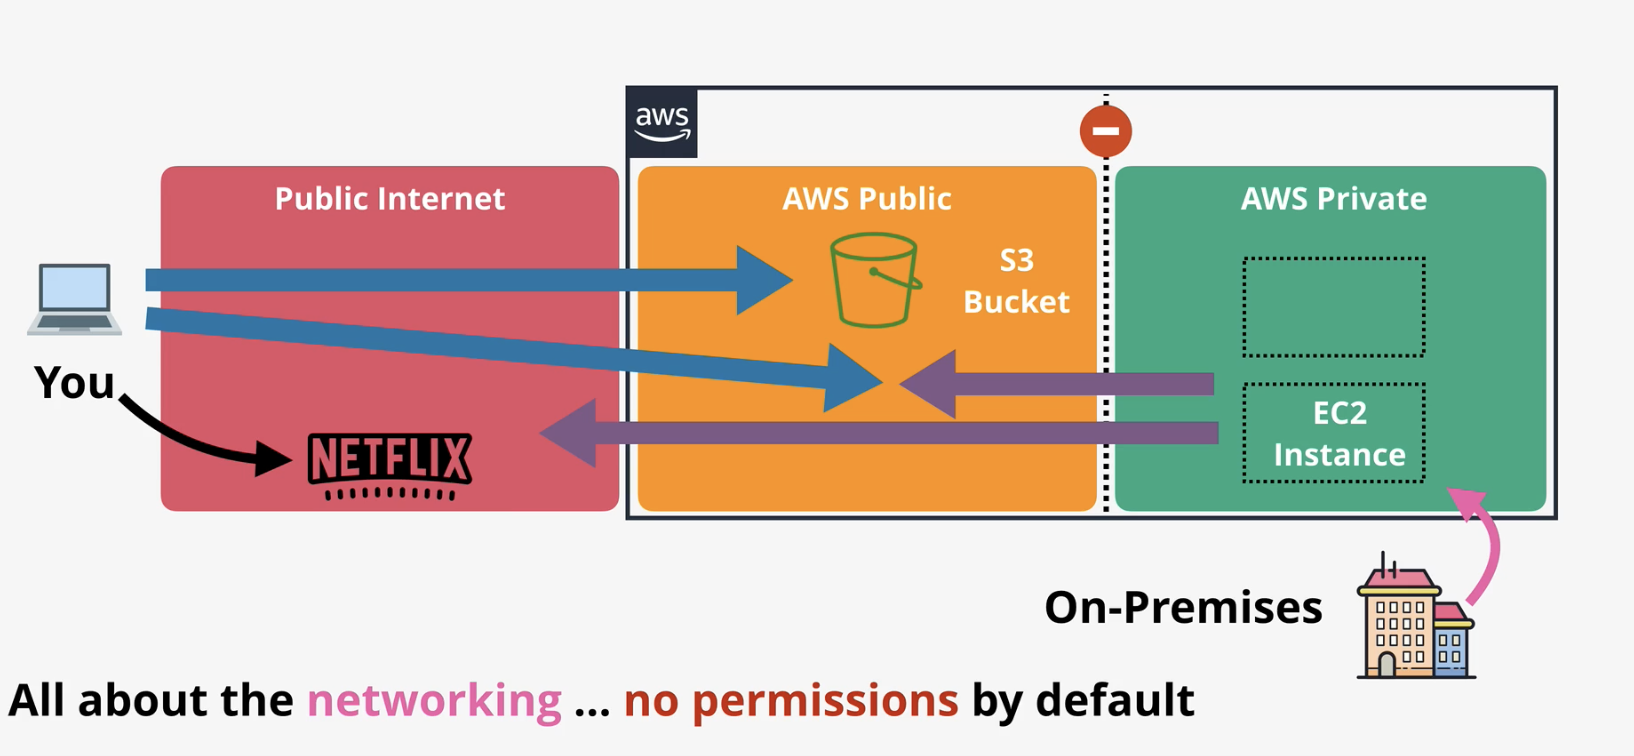 aws
Public Internet
AWS Public
AWS Private
S3
Bucket
You
NETFLIX
EC2
Instance
On-Premises
All about the networking ... no permissions by default